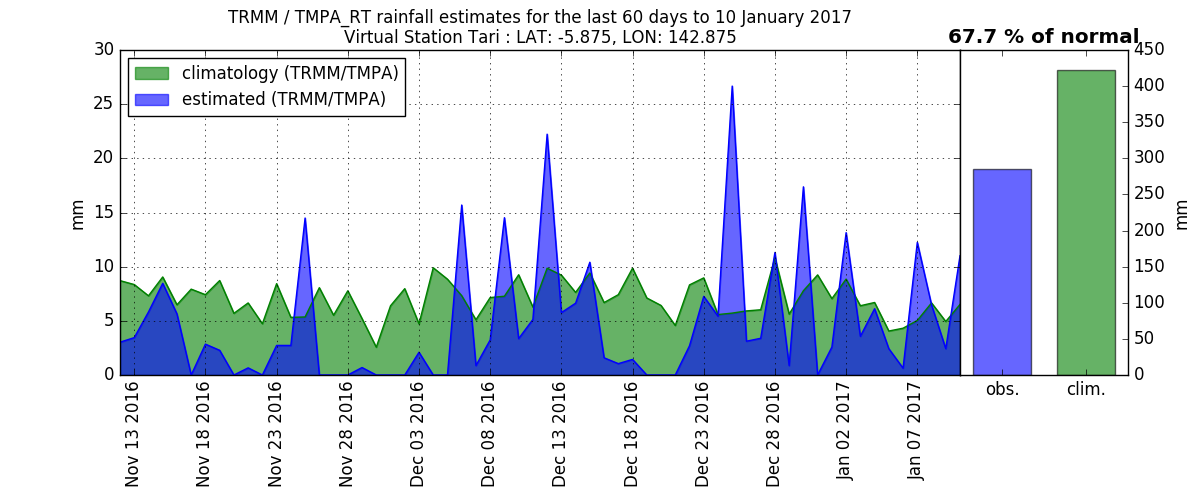 TRMM / TMPA_RT rainfall estimates for the last 60 days to 10 January 2017
Virtual Station Tari : LAT: -5.875, LON: 142.875
67.7 % of normal
climatology (TRMM/TMPA)
estimated (TRMM/TMPA)
30
25
20
15
10
5
0
mm
Nov 13 2016
Nov 18 2016
Nov 23 2016
Nov 28 2016
Dec 03 2016
Dec 08 2016
Dec 13 2016
Dec 18 2016
Dec 23 2016
Dec 28 2016
Jan 02 2017
Jan 07 2017
obs.
clim.
450
400
350
300
250
200
150
100
50
0
mm